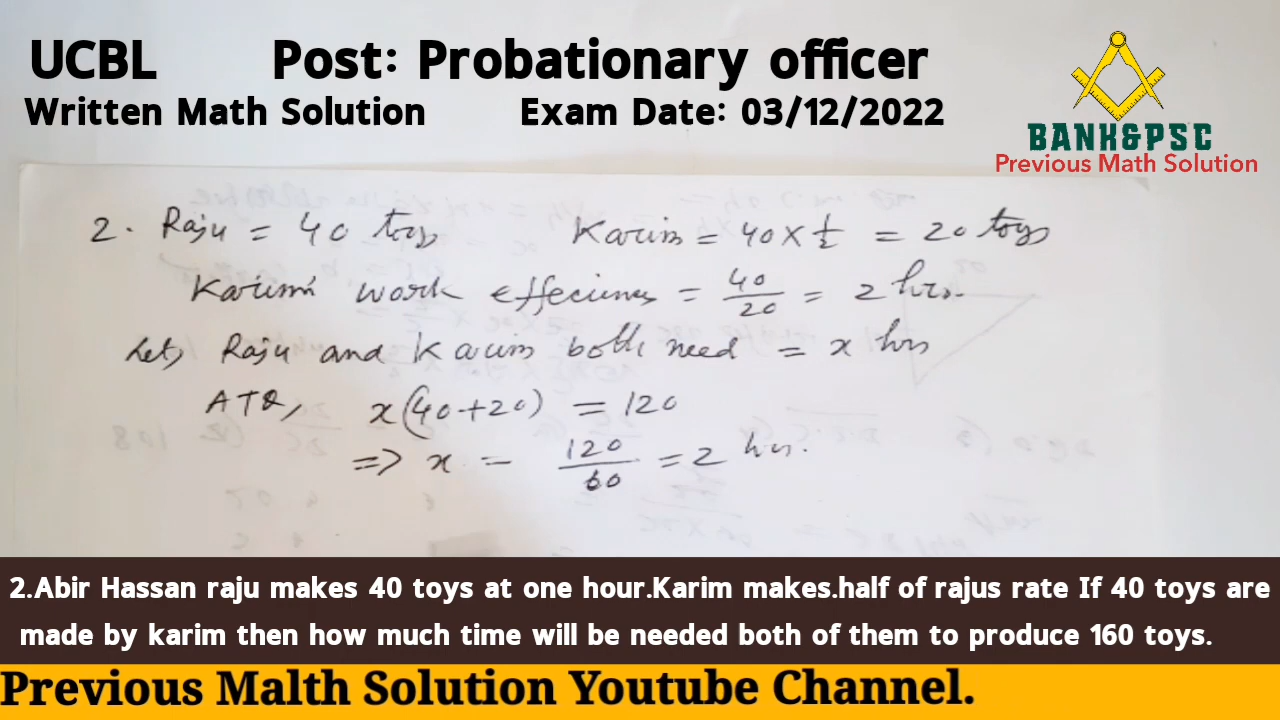 UCBL Post: Probationary officer
Written Math Solution Exam Date: 03/12/2022
BANK&PSC
Previous Math Solution
2. Raju = 40 toys Karim = 40 × 1/2 = 20 toys
Karim's work effeciency = 40/20 = 2 hrs.
Let, Raju and Karim both need = x hrs
ATQ, x(40+20) = 120
=> x = 120/60 = 2 hrs.
2.Abir Hassan raju makes 40 toys at one hour.Karim makes.half of rajus rate If 40 toys are
made by karim then how much time will be needed both of them to produce 160 toys.
Previous Malth Solution Youtube Channel.